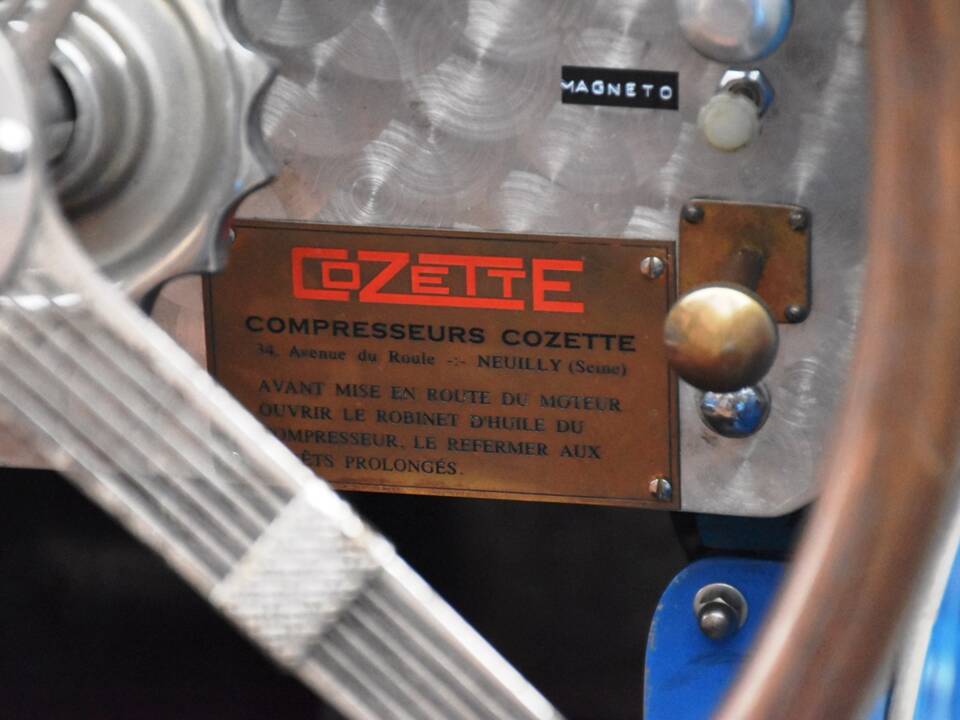 MAGNETO
COZETTE
COMPRESSEURS COZETTE
34, Avenue du Roule -:- NEUILLY (Seine)
AVANT MISE EN ROUTE DU MOTEUR
OUVRIR LE ROBINET D'HUILE DU
COMPRESSEUR, LE REFERMER AUX
PROLONGÉS.